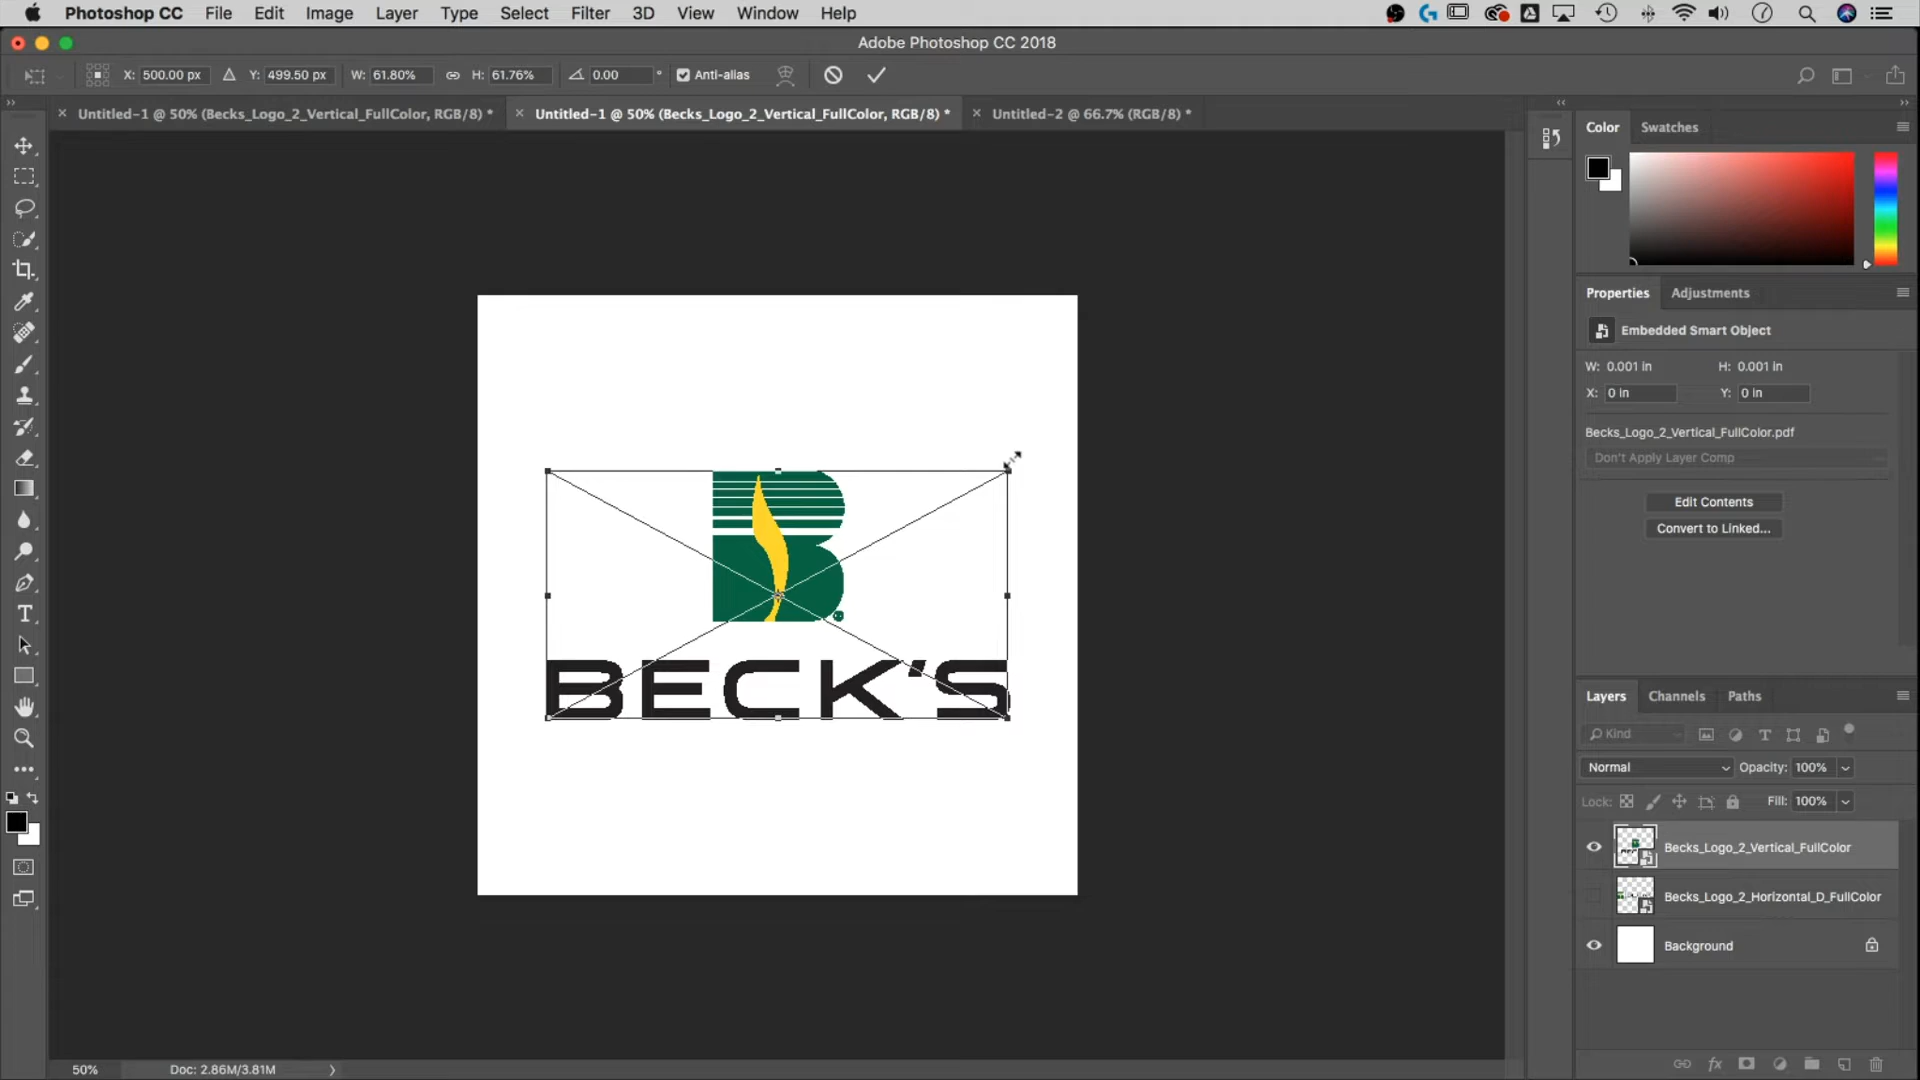 Photoshop CC File Edit Image Layer Type Select Filter 3D View Window Help
Adobe Photoshop CC 2018
X: 500.00 px Y: 499.50 px W: 61.80% H: 61.76% 0.00 ° Anti-alias
Untitled-1 @ 50% (Becks_Logo_2_Vertical_FullColor, RGB/8) * Untitled-1 @ 50% (Becks_Logo_2_Vertical_FullColor, RGB/8) * Untitled-2 @ 66.7% (RGB/8) *
Color Swatches
Properties Adjustments
Embedded Smart Object
W: 0.001 in H: 0.001 in
X: 0 in Y: 0 in
Becks_Logo_2_Vertical_FullColor.pdf
Don't Apply Layer Comp
Edit Contents
Convert to Linked...
B
BECK'S
Layers Channels Paths
Kind
Normal Opacity: 100%
Lock: Fill: 100%
Becks_Logo_2_Vertical_FullColor
Becks_Logo_2_Horizontal_D_FullColor
Background
50% Doc: 2.86M/3.81M